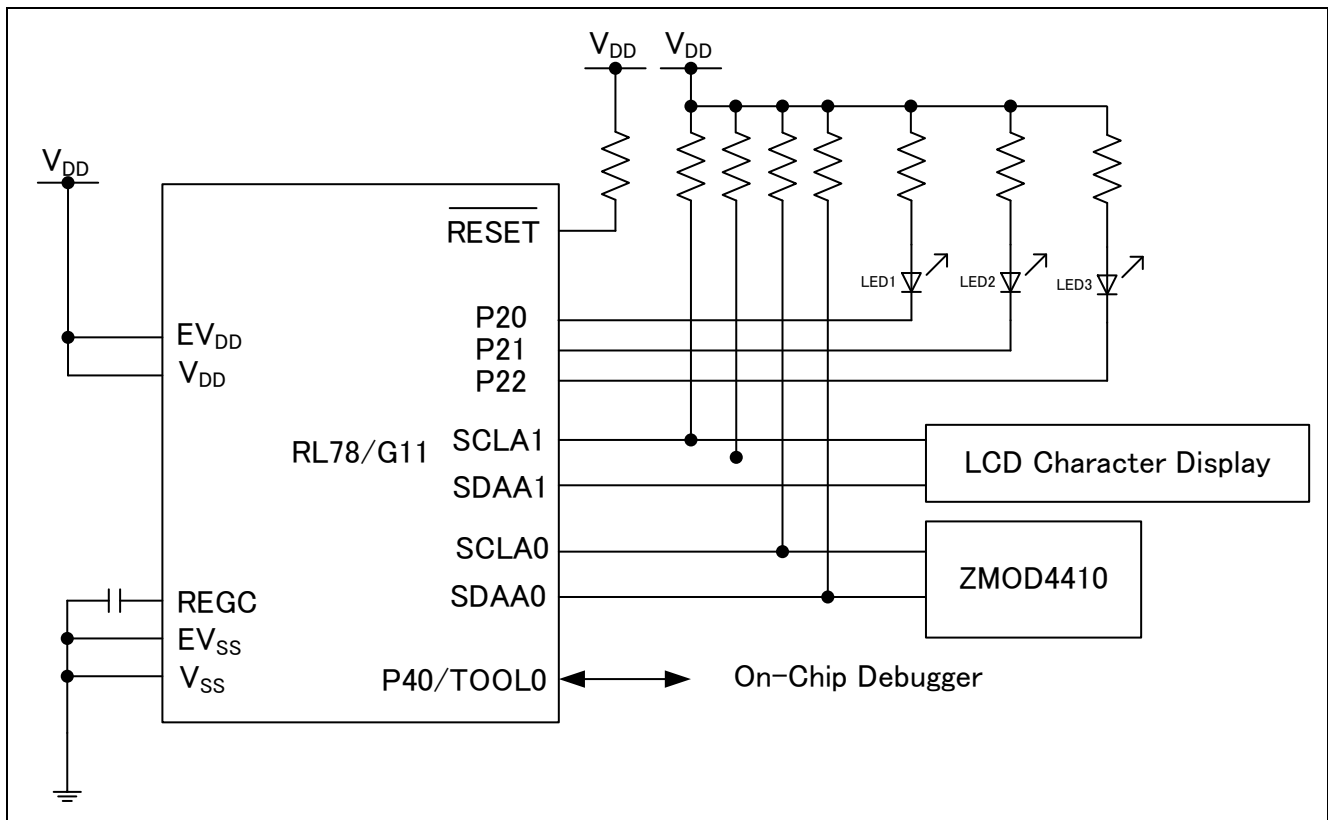 VDD
VDD
VDD
RESET
LED1
LED2
LED3
P20
P21
P22
EVDD
VDD
RL78/G11
SCLA1
SDAA1
LCD Character Display
SCLA0
SDAA0
ZMOD4410
REGC
EVSS
VSS
P40/TOOL0
On-Chip Debugger